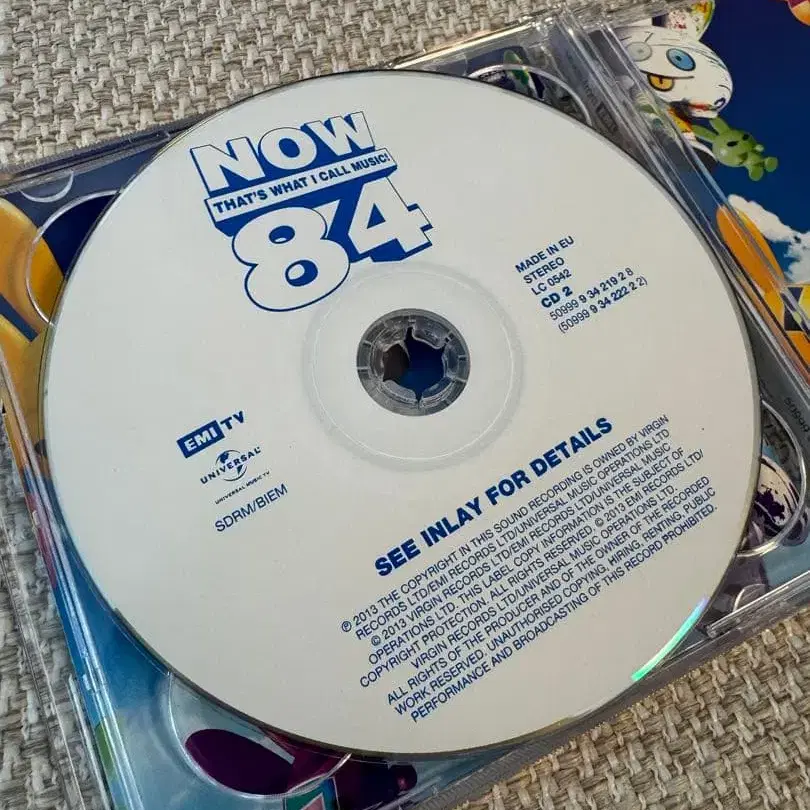 NOW
THAT'S WHAT I CALL MUSIC!
84
MADE IN EU
STEREO
LC 0542
CD 2
50999 9 34 219 2 8
(50999 9 34 222 2 2)
EMI TV
UNIVERSAL
UNIVERSAL MUSIC TV
SDRM/BIEM
SEE INLAY FOR DETAILS
℗ 2013 THE COPYRIGHT IN THIS SOUND RECORDING IS OWNED BY VIRGIN
RECORDS LTD/EMI RECORDS LTD/UNIVERSAL MUSIC OPERATIONS LTD
© 2013 VIRGIN RECORDS LTD/EMI RECORDS LTD/UNIVERSAL MUSIC
OPERATIONS LTD. THIS LABEL COPY INFORMATION IS THE SUBJECT OF
COPYRIGHT PROTECTION. ALL RIGHTS RESERVED. © 2013 EMI RECORDS LTD/
VIRGIN RECORDS LTD/UNIVERSAL MUSIC OPERATIONS LTD
ALL RIGHTS OF THE PRODUCER AND OF THE OWNER OF THE RECORDED
WORK RESERVED. UNAUTHORISED COPYING, HIRING, RENTING, PUBLIC
PERFORMANCE AND BROADCASTING OF THIS RECORD PROHIBITED.